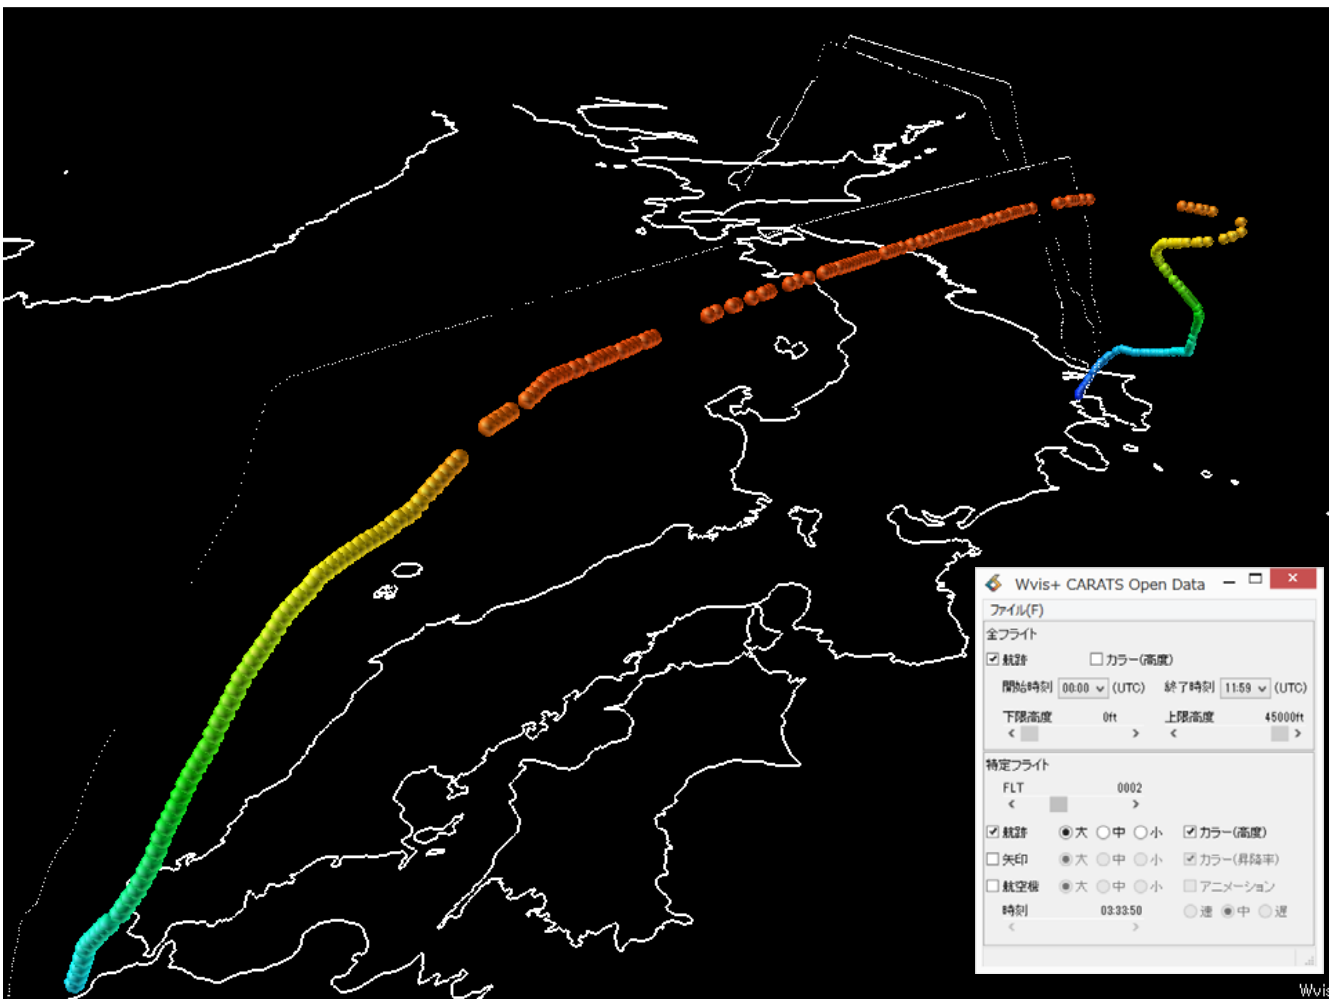 Wvis+ CARATS Open Data
ファイル(F)
全フライト
航跡 カラー(高度)
開始時刻 00:00 (UTC) 終了時刻 11:59 (UTC)
下限高度 0ft 上限高度 45000ft
特定フライト
FLT 0002
航跡 大 中 小 カラー(高度)
矢印 大 中 小 カラー(昇降率)
航空機 大 中 小 アニメーション
時刻 03:33:50 速 中 遅
Wvis